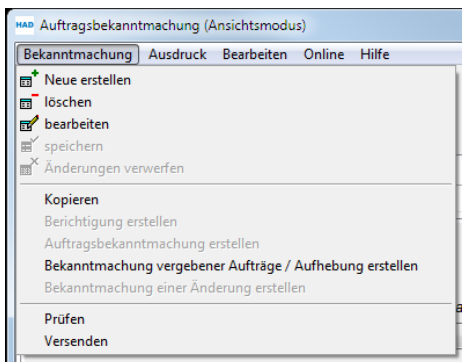 HAD Auftragsbekanntmachung (Ansichtsmodus)
Bekanntmachung Ausdruck Bearbeiten Online Hilfe
Neue erstellen
löschen
bearbeiten
speichern
Änderungen verwerfen
Kopieren
Berichtigung erstellen
Auftragsbekanntmachung erstellen
Bekanntmachung vergebener Aufträge / Aufhebung erstellen
Bekanntmachung einer Änderung erstellen
Prüfen
Versenden